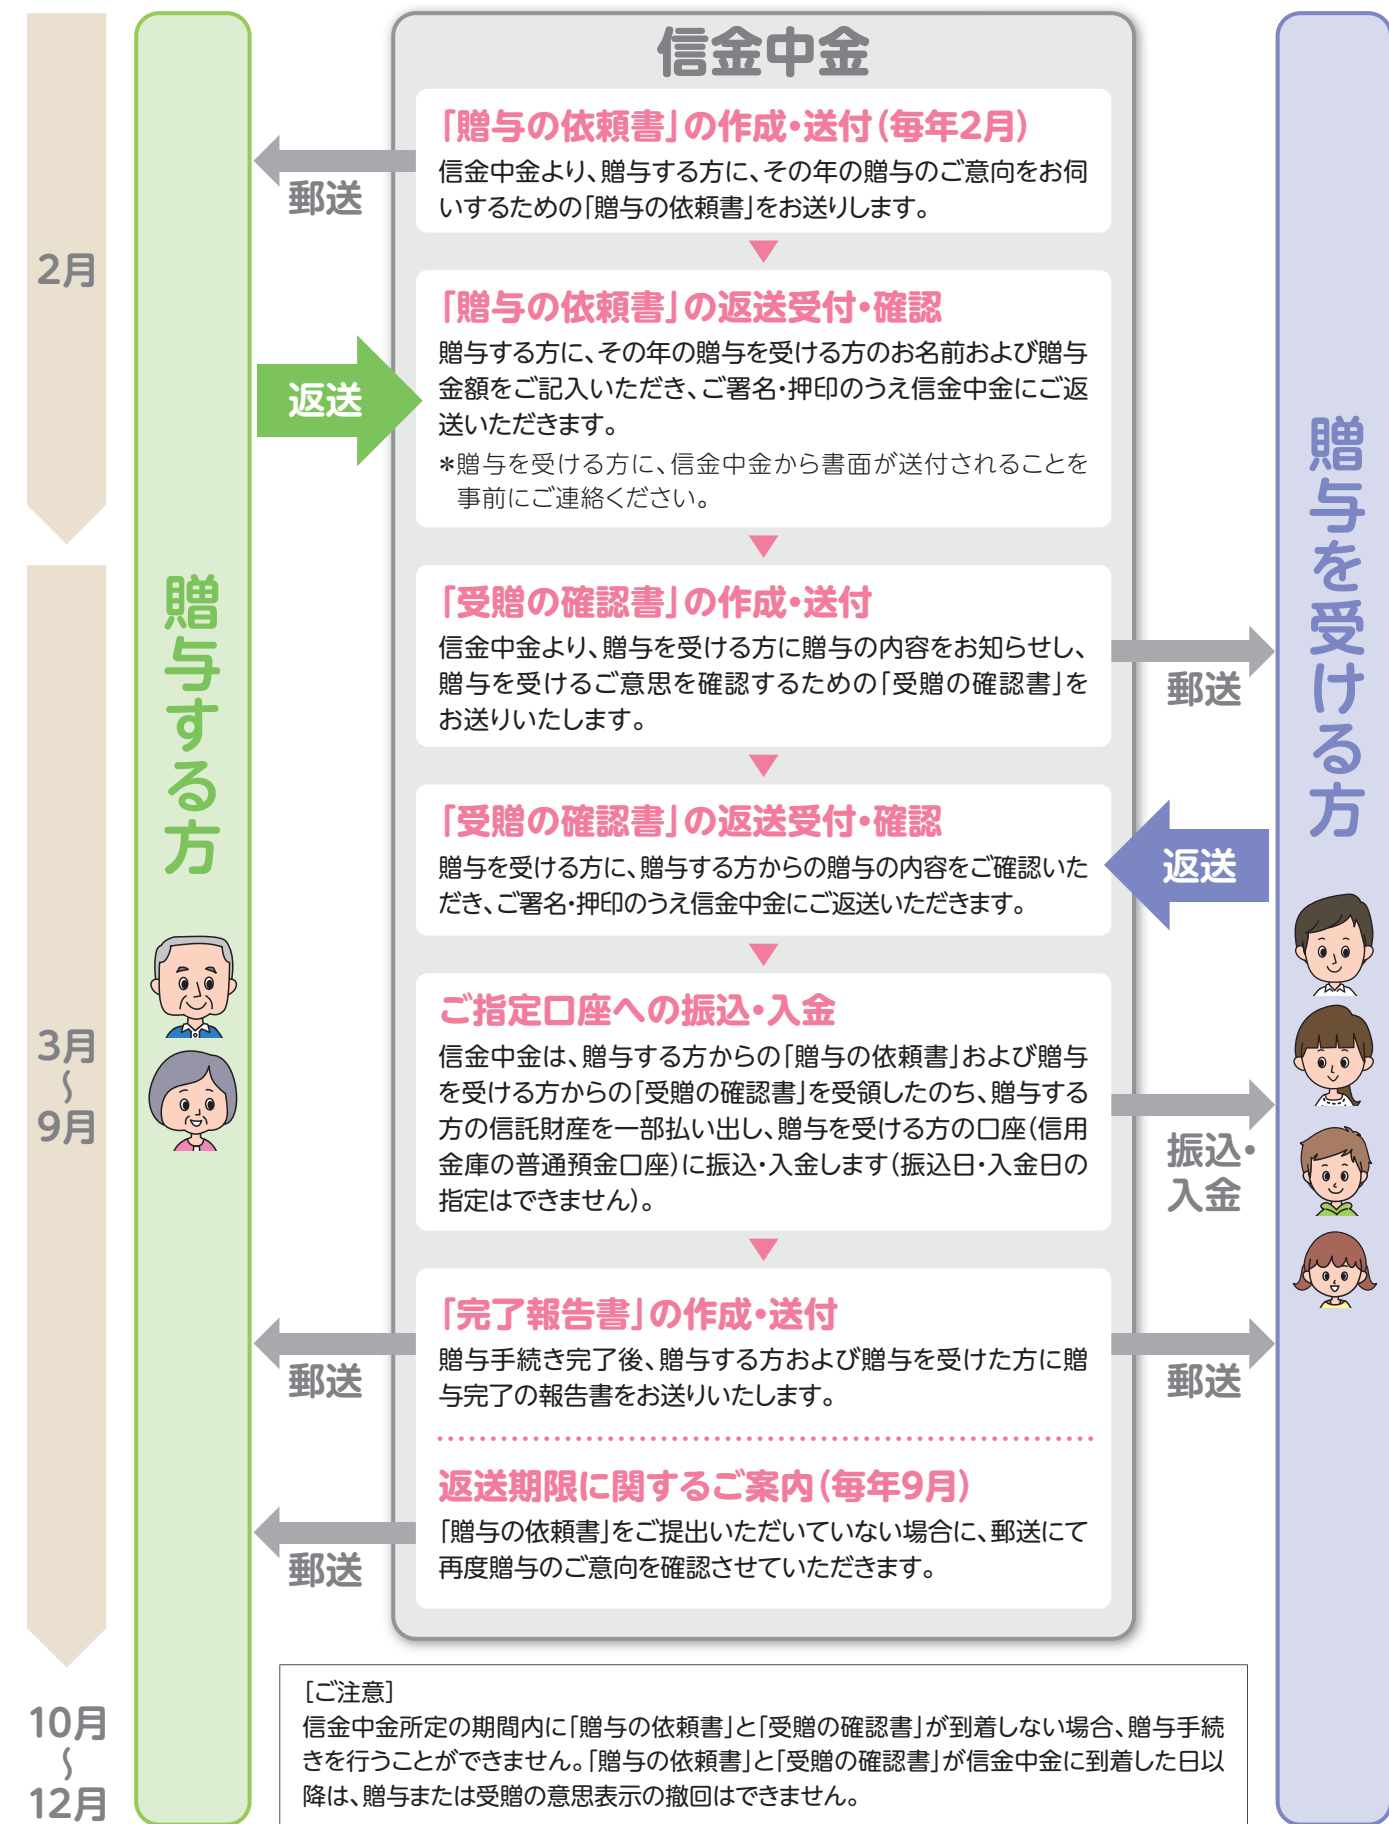 信金中金
「贈与の依頼書」の作成・送付(毎年2月)
信金中金より、贈与する方に、その年の贈与のご意向をお伺
いするための「贈与の依頼書」をお送りします。
郵送
2月
「贈与の依頼書」の返送受付・確認
贈与する方に、その年の贈与を受ける方のお名前および贈与
金額をご記入いただき、ご署名・押印のうえ信金中金にご返
送いただきます。
*贈与を受ける方に、信金中金から書面が送付されることを
事前にご連絡ください。
返送
贈与する方
贈与を受ける方
「受贈の確認書」の作成・送付
信金中金より、贈与を受ける方に贈与の内容をお知らせし、
贈与を受けるご意思を確認するための「受贈の確認書」を
お送りいたします。
郵送
「受贈の確認書」の返送受付・確認
贈与を受ける方に、贈与する方からの贈与の内容をご確認いた
だき、ご署名・押印のうえ信金中金にご返送いただきます。
返送
3月
〜
9月
ご指定口座への振込・入金
信金中金は、贈与する方からの「贈与の依頼書」および贈与
を受ける方からの「受贈の確認書」を受領したのち、贈与する
方の信託財産を一部払い出し、贈与を受ける方の口座(信用
金庫の普通預金口座)に振込・入金します(振込日・入金日の
指定はできません)。
振込・
入金
「完了報告書」の作成・送付
贈与手続き完了後、贈与する方および贈与を受けた方に贈
与完了の報告書をお送りいたします。
郵送
郵送
返送期限に関するご案内(毎年9月)
「贈与の依頼書」をご提出いただいていない場合に、郵送にて
再度贈与のご意向を確認させていただきます。
郵送
10月
〜
12月
[ご注意]
信金中金所定の期間内に「贈与の依頼書」と「受贈の確認書」が到着しない場合、贈与手続
きを行うことができません。「贈与の依頼書」と「受贈の確認書」が信金中金に到着した日以
降は、贈与または受贈の意思表示の撤回はできません。